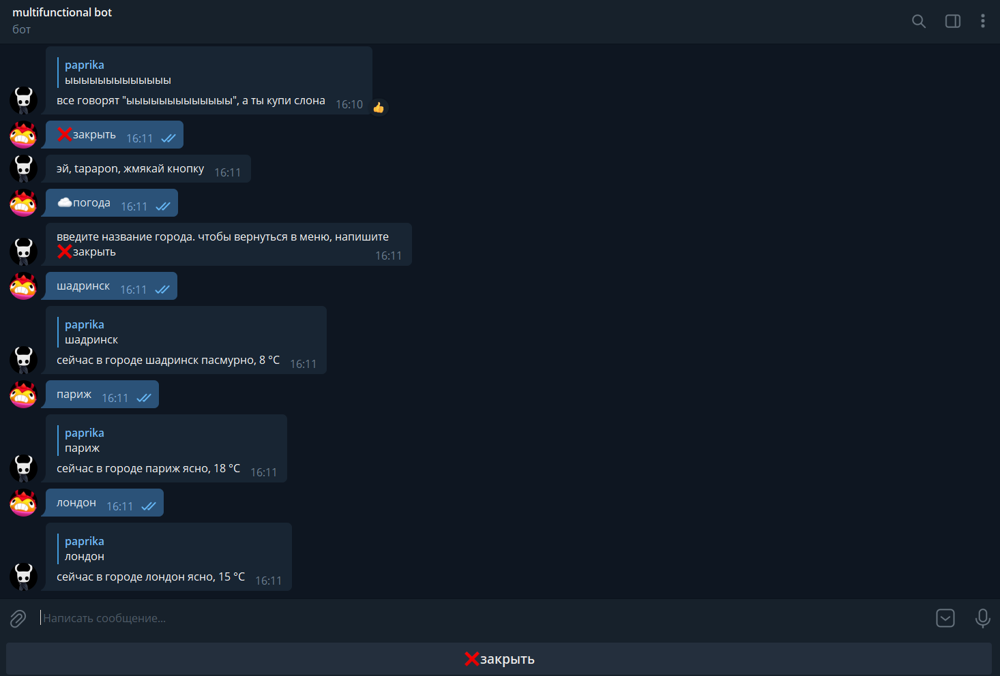 multifunctional bot
бот
paprika
ыыыыыыыыыыыыы
все говорят "ыыыыыыыыыыыыы", а ты купи слона 16:10
❌закрыть 16:11
эй, tapapon, жмякай кнопку 16:11
☁️погода 16:11
введите название города. чтобы вернуться в меню, напишите
❌закрыть 16:11
шадринск 16:11
paprika
шадринск
сейчас в городе шадринск пасмурно, 8 °C 16:11
париж 16:11
paprika
париж
сейчас в городе париж ясно, 18 °C 16:11
лондон 16:11
paprika
лондон
сейчас в городе лондон ясно, 15 °C 16:11
Написать сообщение...
❌закрыть